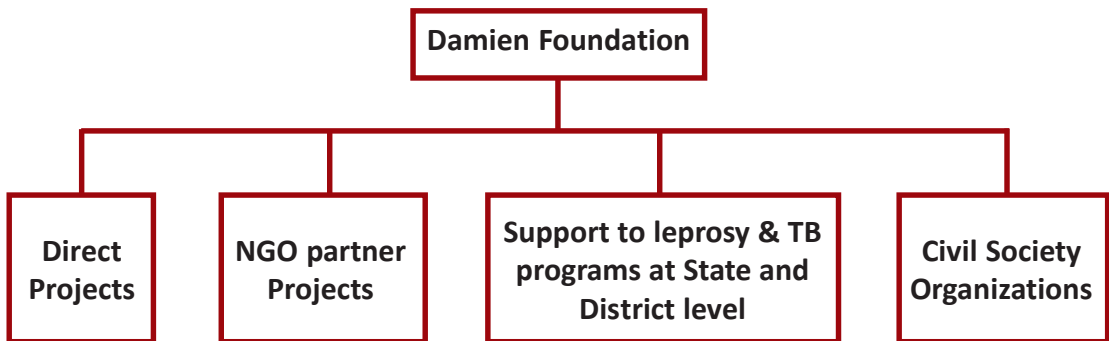 Damien Foundation
Direct
Projects
NGO partner
Projects
Support to leprosy & TB
programs at State and
District level
Civil Society
Organizations